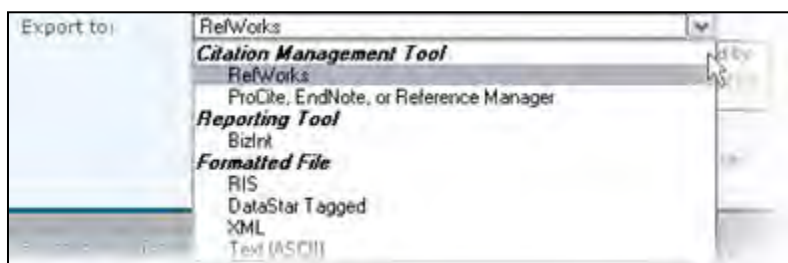 Export to: RefWorks
Citation Management Tool
RefWorks
ProCite, EndNote, or Reference Manager
Reporting Tool
BizInt
Formatted File
RIS
DataStar Tagged
XML
Text (ASCII)